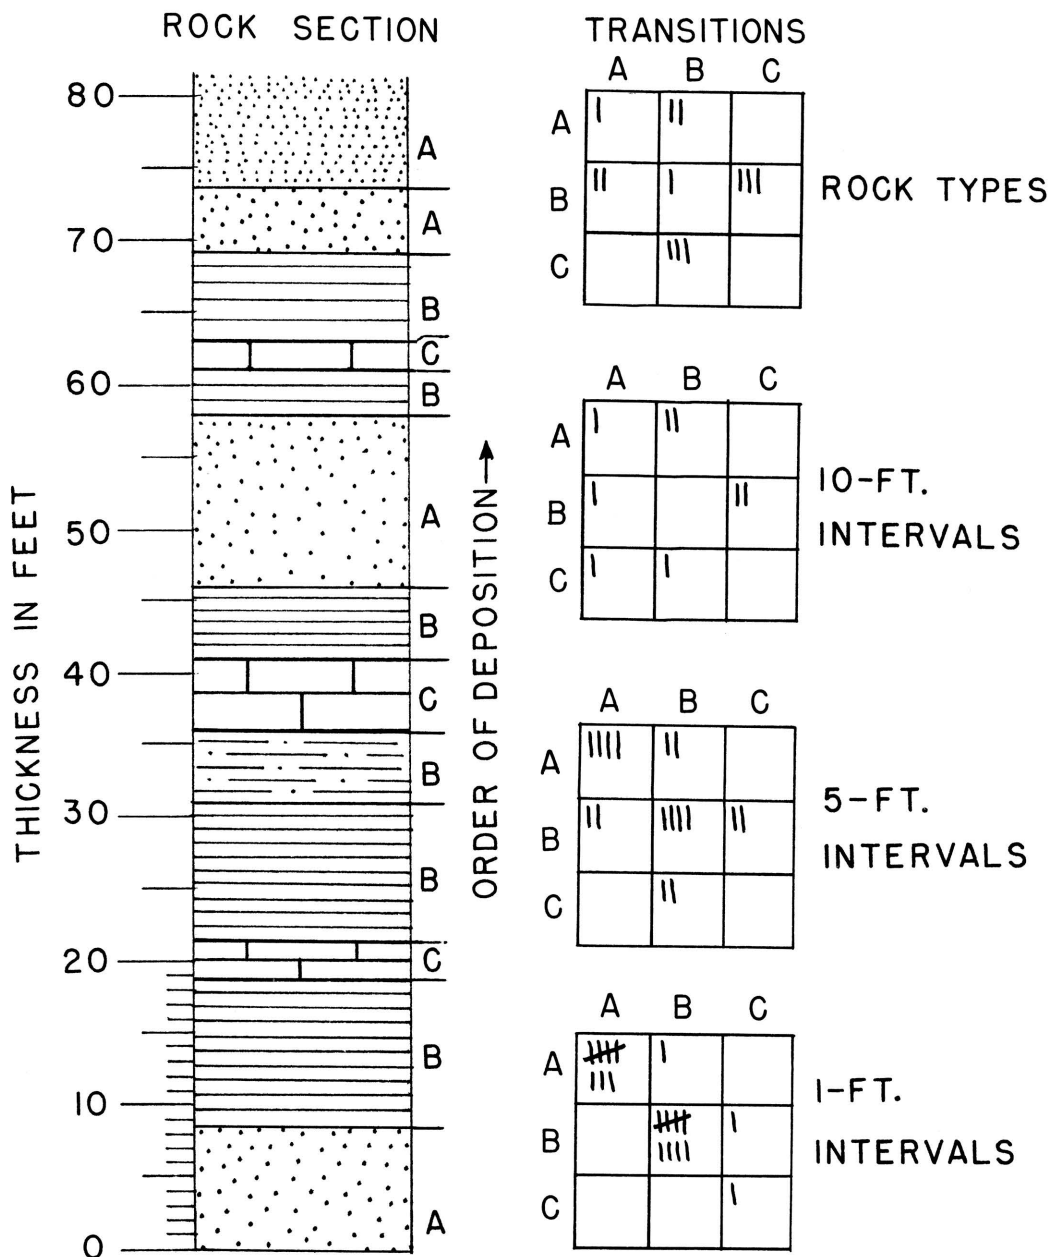 ROCK SECTION
TRANSITIONS
80
70
60
50
40
30
20
10
0
THICKNESS IN FEET
A
A
B
C
B
A
B
C
B
B
C
B
A
ORDER OF DEPOSITION
A B C
A
B
C
ROCK TYPES
A B C
A
B
C
10-FT.
INTERVALS
A B C
A
B
C
5-FT.
INTERVALS
A B C
A
B
C
1-FT.
INTERVALS